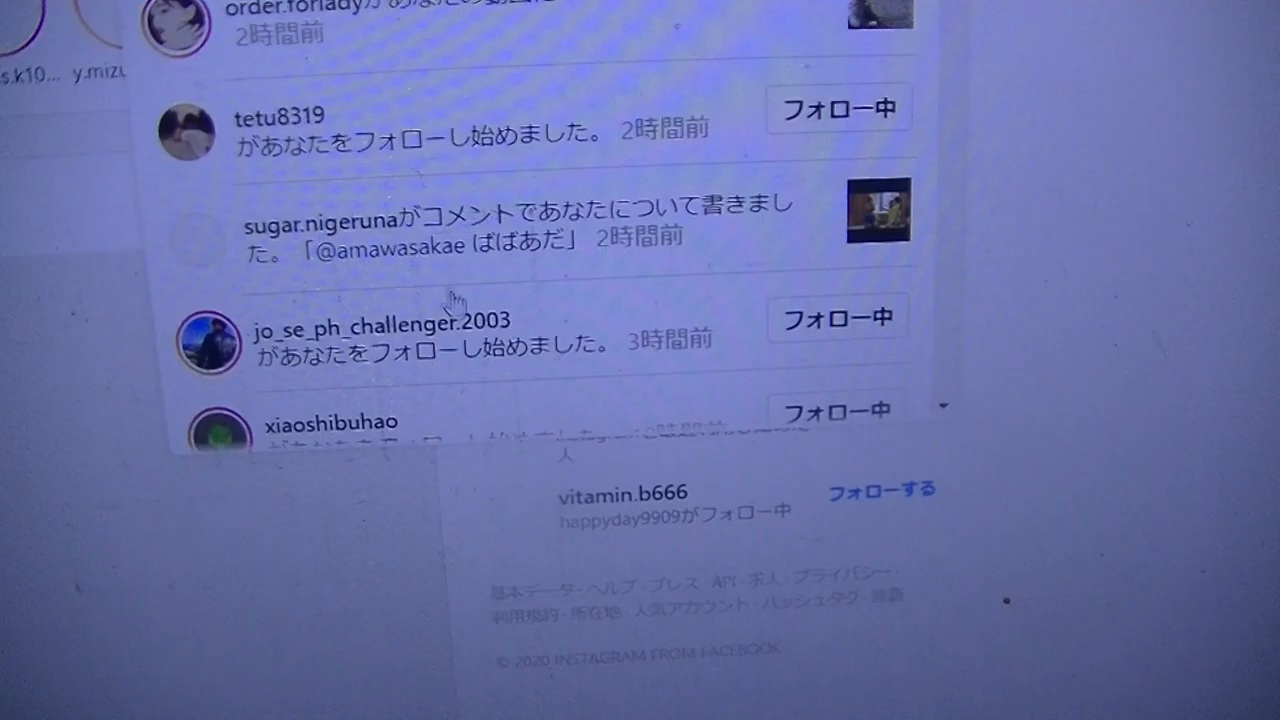 order.forladyがあなたの動画に
2時間前
s.k10... y.mizu
tetu8319
があなたをフォローし始めました。 2時間前
フォロー中
sugar.nigerunaがコメントであなたについて書きまし
た。「@amawasakae ばばあだ」 2時間前
jo_se_ph_challenger.2003
があなたをフォローし始めました。 3時間前
フォロー中
xiaoshibuhao
フォロー中
人
vitamin.b666
happyday9909がフォロー中
フォローする
基本データ・ヘルプ・プレス・API・求人・プライバシー・
利用規約・所在地・人気アカウント・ハッシュタグ・言語
© 2020 INSTAGRAM FROM FACEBOOK